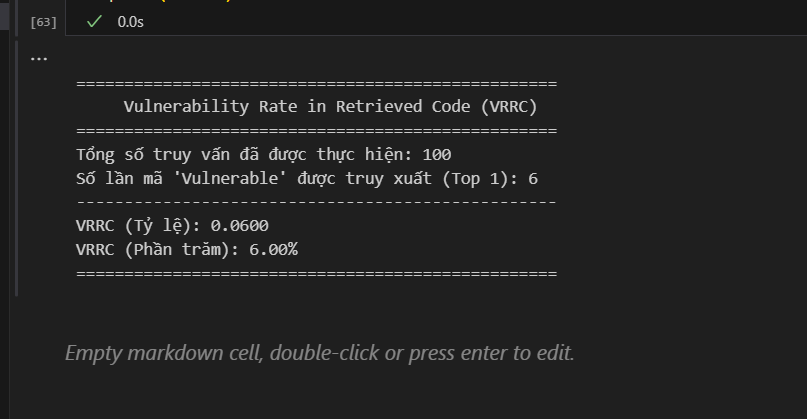 [63]
0.0s
...
==================================================
Vulnerability Rate in Retrieved Code (VRRC)
==================================================
Tổng số truy vấn đã được thực hiện: 100
Số lần mã 'Vulnerable' được truy xuất (Top 1): 6
--------------------------------------------------
VRRC (Tỷ lệ): 0.0600
VRRC (Phần trăm): 6.00%
==================================================
Empty markdown cell, double-click or press enter to edit.